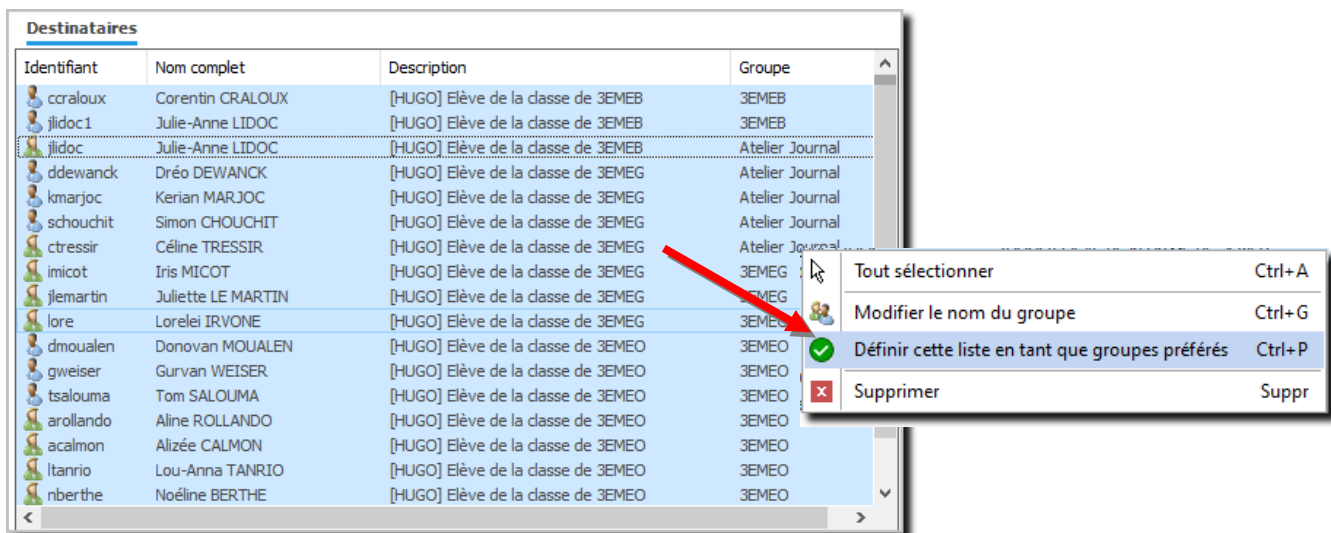 Destinataires
Identifiant Nom complet Description Groupe
ccraloux Corentin CRALOUX [HUGO] Elève de la classe de 3EMEB 3EMEB
jlidoc1 Julie-Anne LIDOC [HUGO] Elève de la classe de 3EMEB 3EMEB
jlidoc Julie-Anne LIDOC [HUGO] Elève de la classe de 3EMEB Atelier Journal
ddewanck Dréo DEWANCK [HUGO] Elève de la classe de 3EMEG Atelier Journal
kmarjoc Kerian MARJOC [HUGO] Elève de la classe de 3EMEG Atelier Journal
schouchit Simon CHOUCHIT [HUGO] Elève de la classe de 3EMEG Atelier Journal
ctressir Céline TRESSIR [HUGO] Elève de la classe de 3EMEG Atelier Journal
imicot Iris MICOT [HUGO] Elève de la classe de 3EMEG 3EMEG
jlemartin Juliette LE MARTIN [HUGO] Elève de la classe de 3EMEG 3EMEG
lore Lorelei IRVONE [HUGO] Elève de la classe de 3EMEG 3EMEG
dmoualen Donovan MOUALEN [HUGO] Elève de la classe de 3EMEO 3EMEO
gweiser Gurvan WEISER [HUGO] Elève de la classe de 3EMEO 3EMEO
tsalouma Tom SALOUMA [HUGO] Elève de la classe de 3EMEO 3EMEO
arollando Aline ROLLANDO [HUGO] Elève de la classe de 3EMEO 3EMEO
acalmon Alizée CALMON [HUGO] Elève de la classe de 3EMEO 3EMEO
ltanrio Lou-Anna TANRIO [HUGO] Elève de la classe de 3EMEO 3EMEO
nberthe Noéline BERTHE [HUGO] Elève de la classe de 3EMEO 3EMEO
Tout sélectionner Ctrl+A
Modifier le nom du groupe Ctrl+G
Définir cette liste en tant que groupes préférés Ctrl+P
Supprimer Suppr